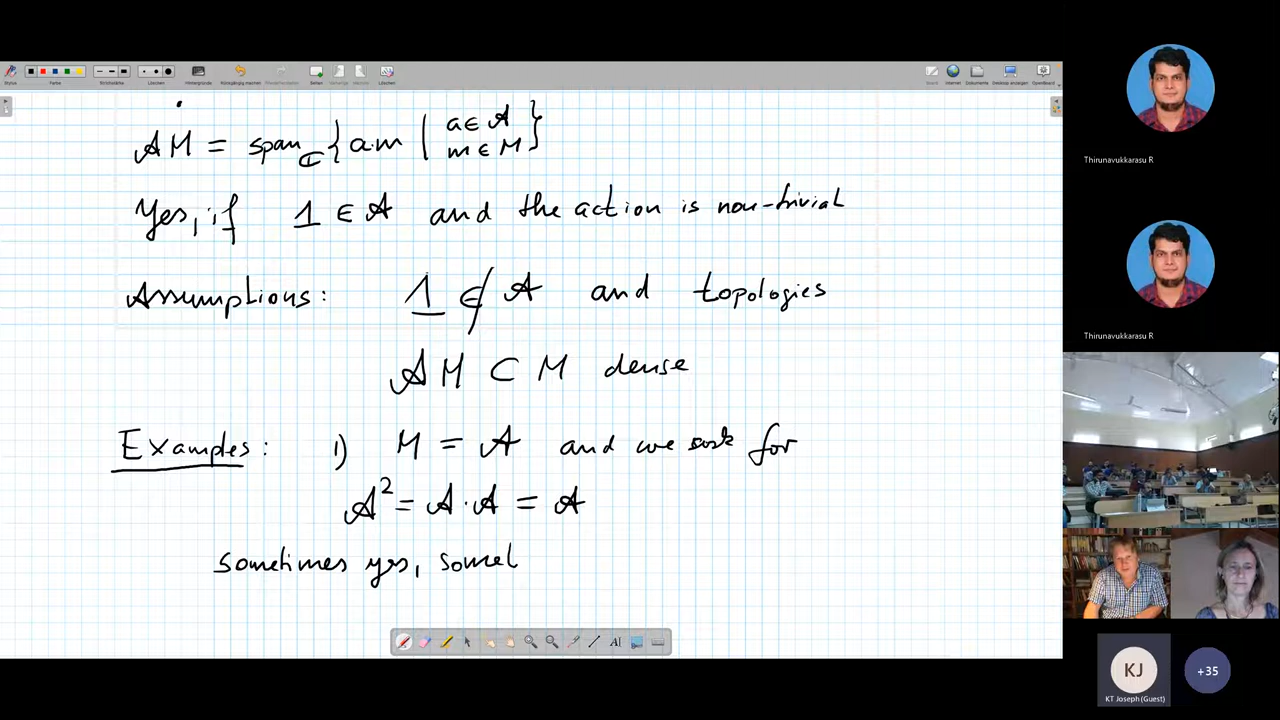 AM = span_ℂ { a.m | a ∈ A
m ∈ M }
Yes, if 1 ∈ A and the action is non-trivial
Assumptions: 1 ∉ A and topologies
AM ⊂ M dense
Examples: 1) M = A and we ask for
A² = A·A = A
sometimes yes, somet
Thirunavukkarasu R
Thirunavukkarasu R
KJ
KT Joseph (Guest)
+35